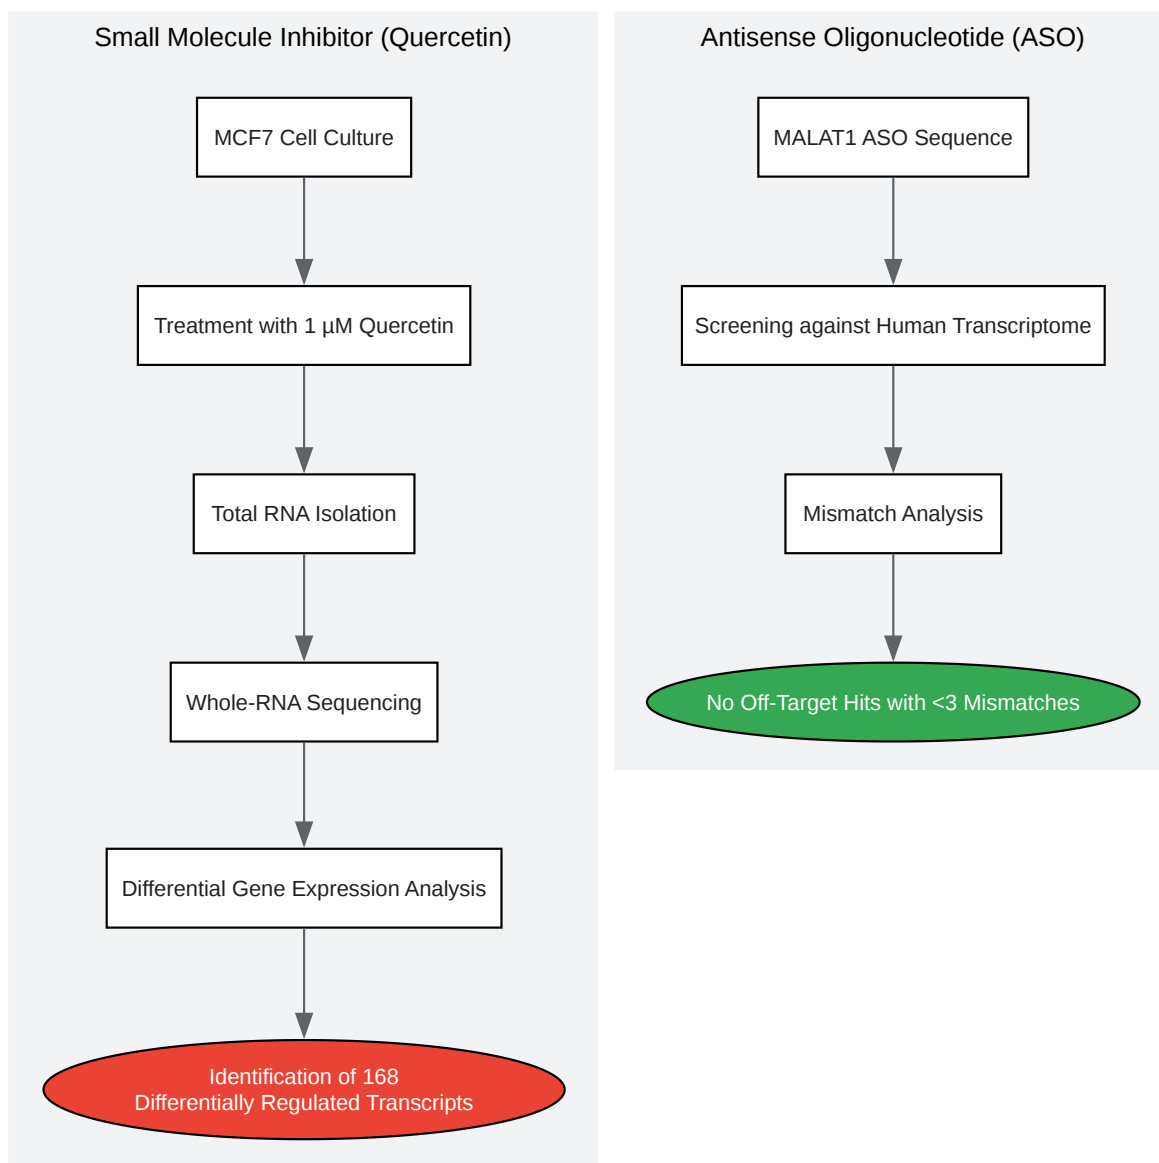 Small Molecule Inhibitor (Quercetin)
MCF7 Cell Culture
Treatment with 1 µM Quercetin
Total RNA Isolation
Whole-RNA Sequencing
Differential Gene Expression Analysis
Identification of 168
Differentially Regulated Transcripts
Antisense Oligonucleotide (ASO)
MALAT1 ASO Sequence
Screening against Human Transcriptome
Mismatch Analysis
No Off-Target Hits with <3 Mismatches